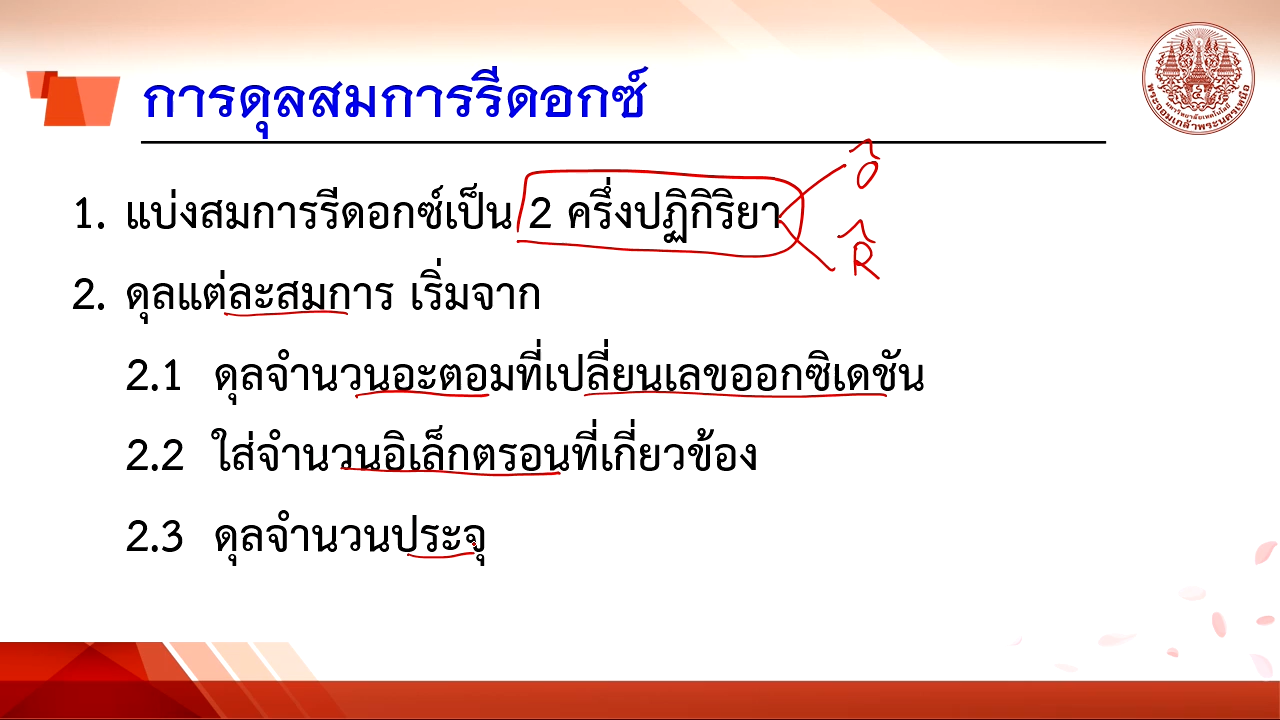 การดุลสมการรีดอกซ์
1. แบ่งสมการรีดอกซ์เป็น 2 ครึ่งปฏิกิริยา
O
R
2. ดุลแต่ละสมการ เริ่มจาก
2.1 ดุลจำนวนอะตอมที่เปลี่ยนเลขออกซิเดชัน
2.2 ใส่จำนวนอิเล็กตรอนที่เกี่ยวข้อง
2.3 ดุลจำนวนประจุ